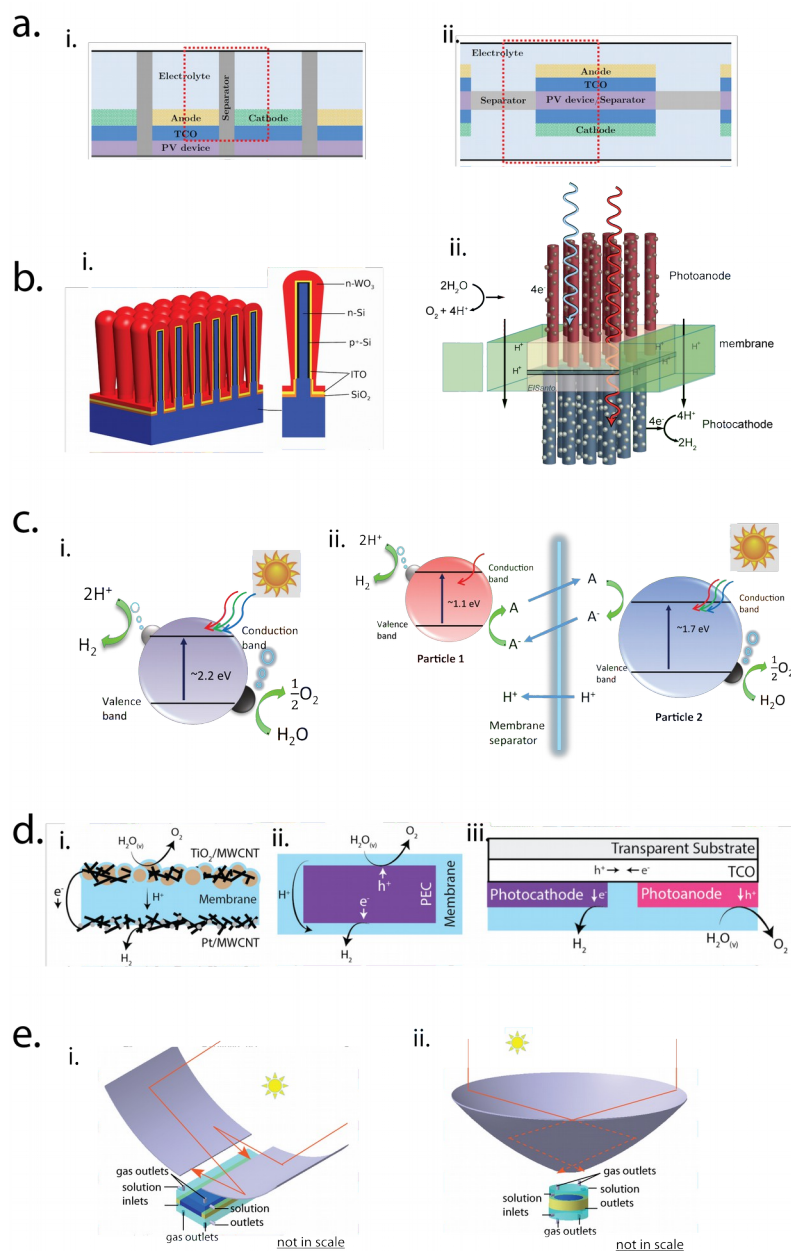 a.
i.
Electrolyte
Separator
Anode
Cathode
TCO
PV device
ii.
Electrolyte
Anode
TCO
Separator
PV device/Separator
Cathode
b.
i.
n-WO₃
n-Si
p⁺-Si
ITO
SiO₂
ii.
2H₂O
O₂ + 4H⁺
4e⁻
Photoanode
H⁺
H⁺
H⁺
H⁺
membrane
ElSanto
4e⁻
4H⁺
2H₂
Photocathode
c.
i.
2H⁺
H₂
Conduction
band
~2.2 eV
Valence
band
½O₂
H₂O
ii.
2H⁺
H₂
Conduction
band
~1.1 eV
Valence
band
A
A⁻
Particle 1
A
A⁻
H⁺
H⁺
Membrane
separator
Conduction
band
~1.7 eV
Valence
band
½O₂
H₂O
Particle 2
d.
i.
H₂O(v)
O₂
TiO₂/MWCNT
e⁻
H⁺
Membrane
Pt/MWCNT
H₂
ii.
H₂O(v)
O₂
h⁺
H⁺
e⁻
PEC
Membrane
H₂
iii.
Transparent Substrate
h⁺ e⁻
TCO
Photocathode
e⁻
Photoanode
h⁺
H₂
H₂O(v)
O₂
e.
i.
gas outlets
solution
inlets
solution
outlets
gas outlets
not in scale
ii.
gas outlets
solution
inlets
solution
outlets
gas outlets
not in scale